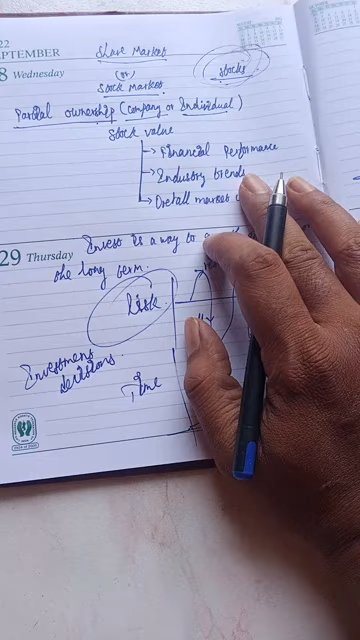 22
SEPTEMBER
Share Market
8 Wednesday
(or)
Stock Market
Stocks
Partial ownership (Company or Individual)
Stock value
→ Financial Performance
→ Industry trends
→ Overall market
29 Thursday
Invest is a way to
the long term.
Risk
Investment
decisions.
Time